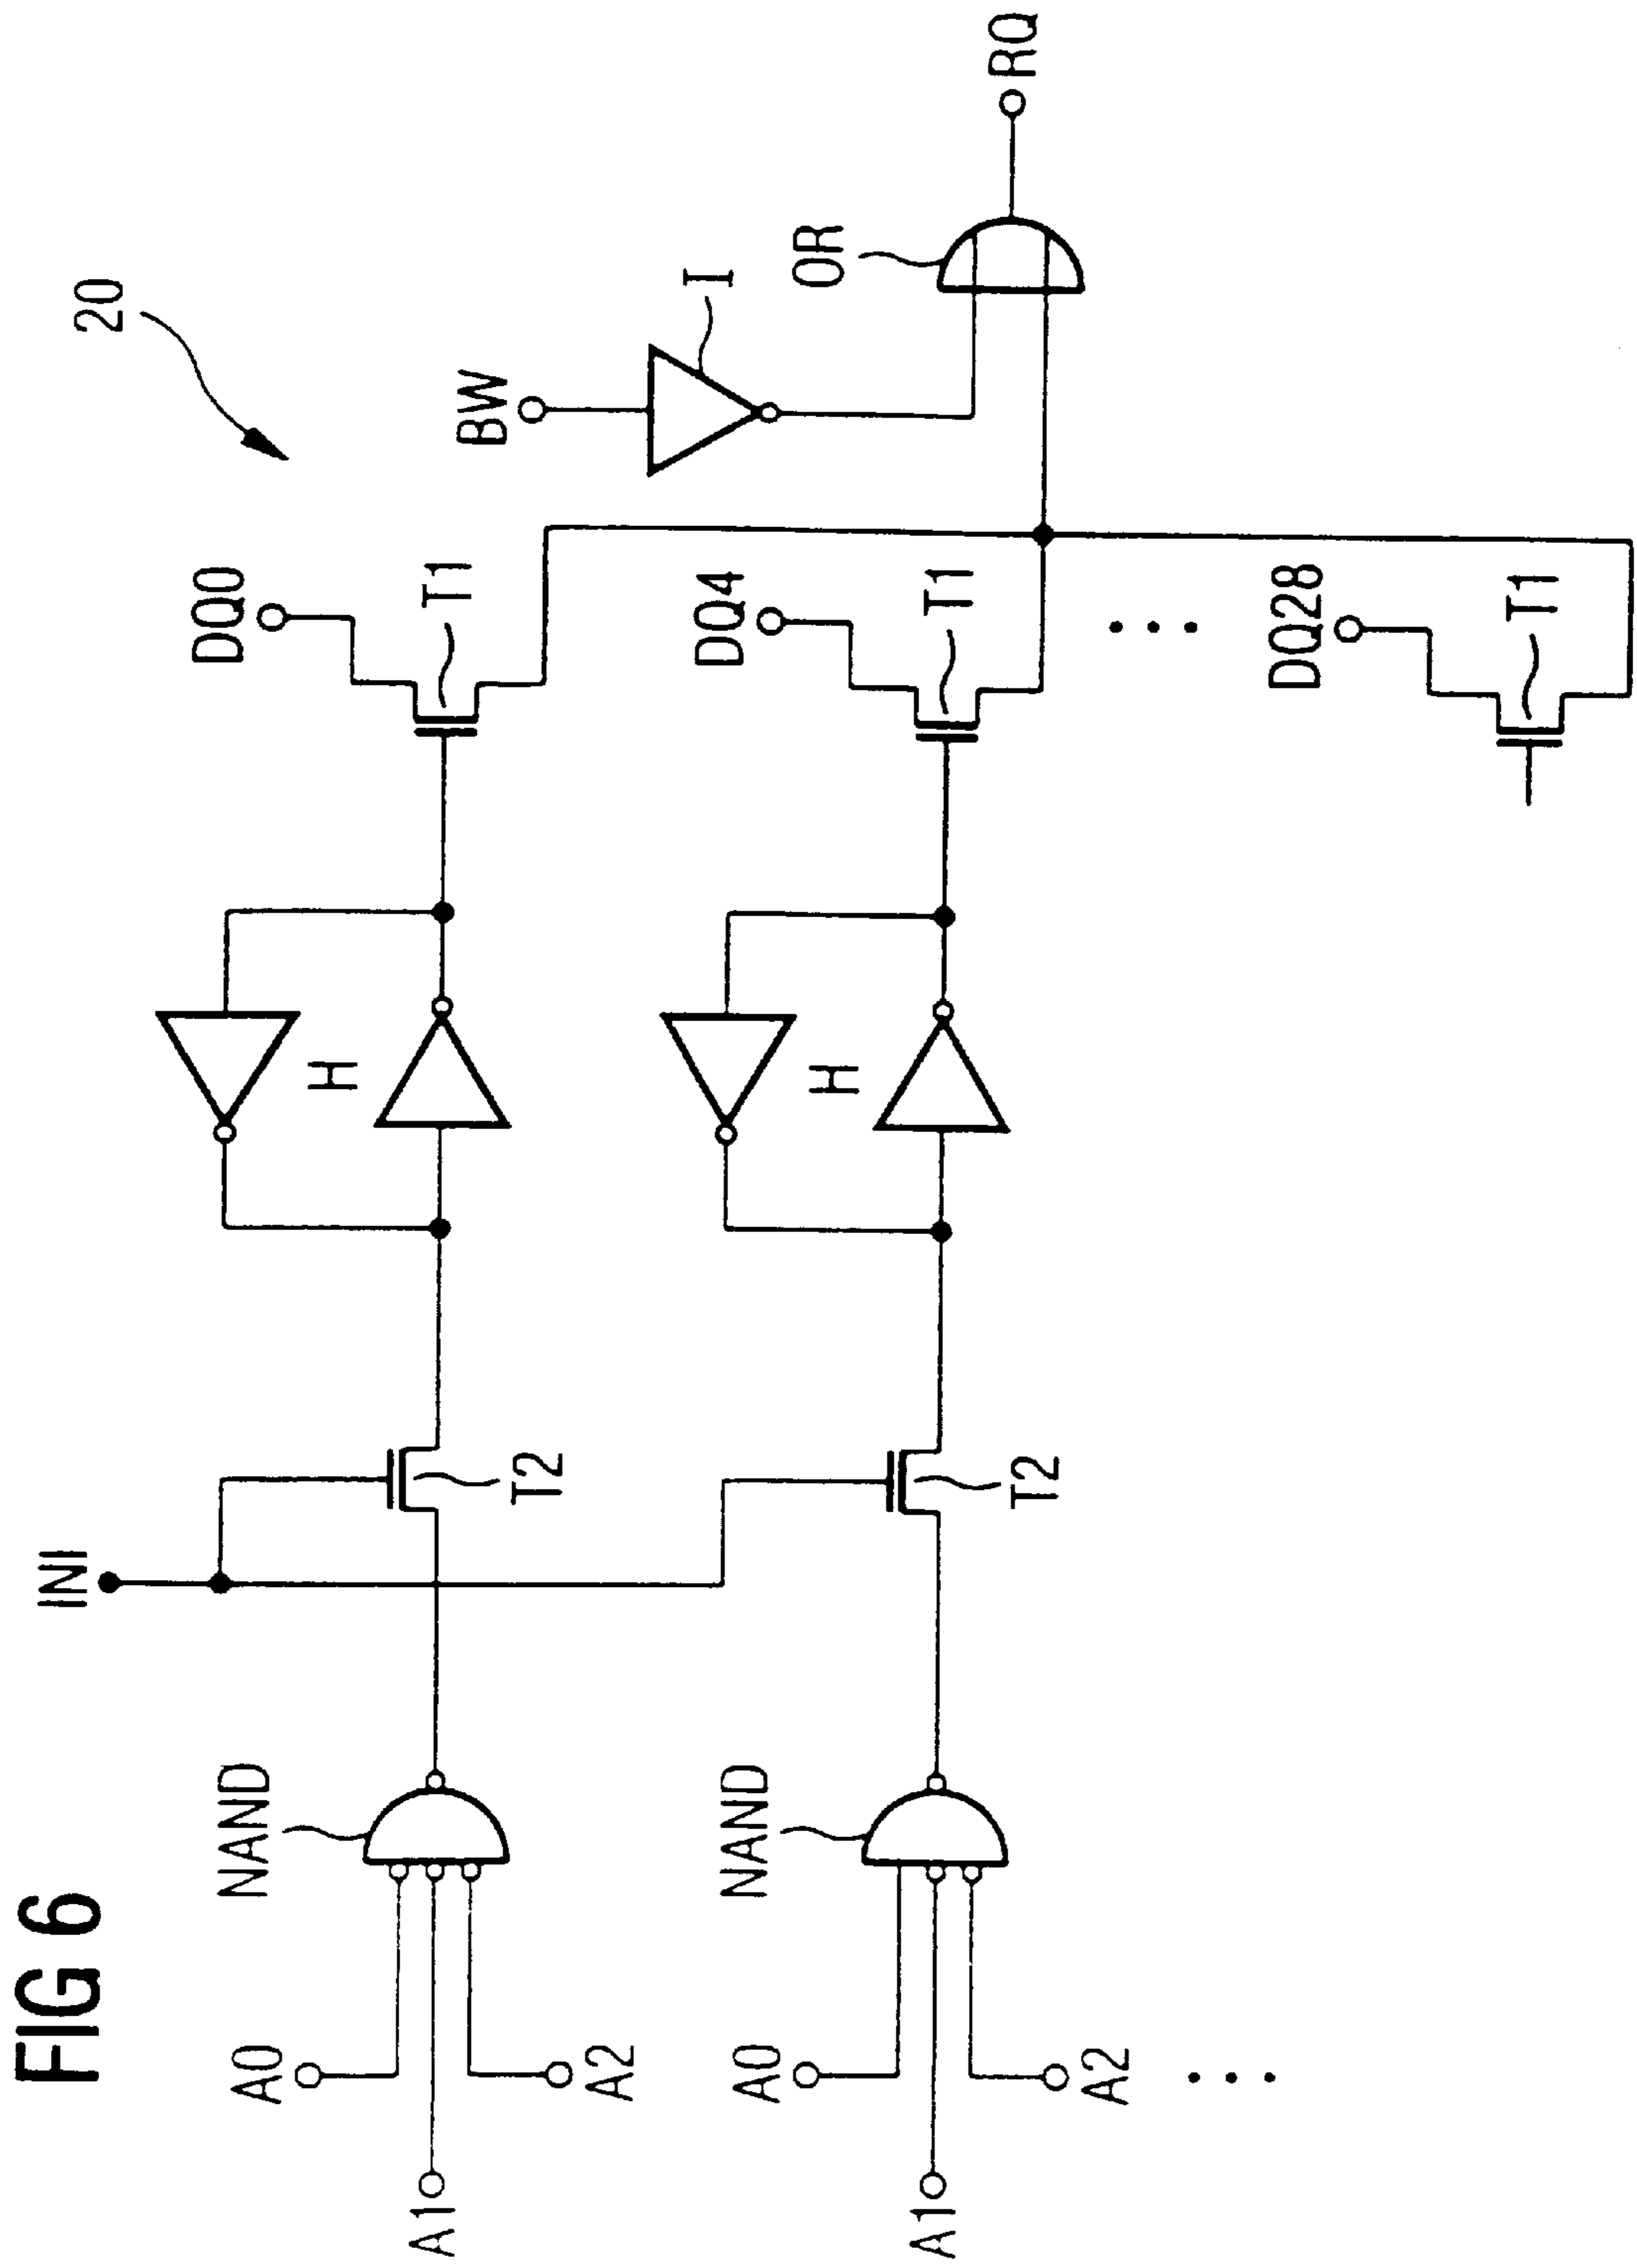 FIG 6
20
INI
A0
A1
A2
NAND
T2
H
DQ0
T1
BW
I
OR
RQ
A0
A1
A2
NAND
T2
H
DQ4
T1
DQ28
T1